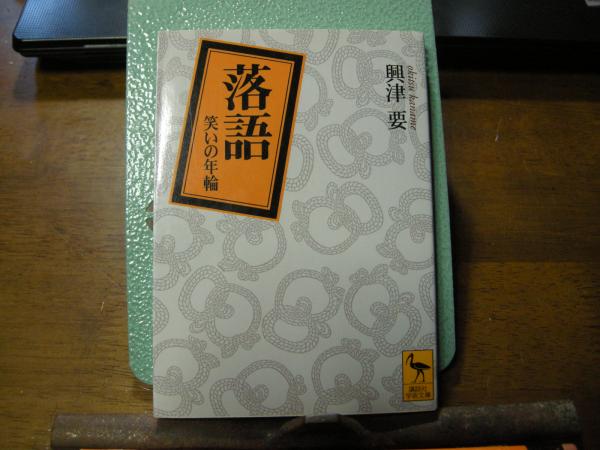 落語
笑いの年輪
興津 要
okitsu kaname
講談社
学術文庫